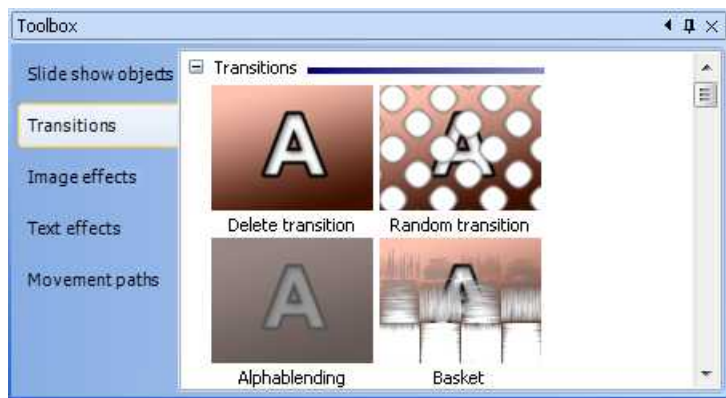 Toolbox
Slide show objects
Transitions
Image effects
Text effects
Movement paths
Transitions
A
A
Delete transition
Random transition
A
A
Alphablending
Basket